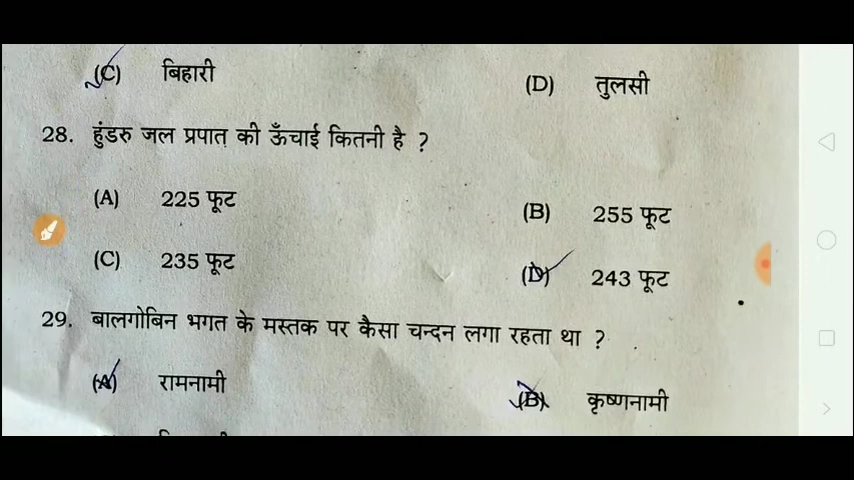 (C) बिहारी (D) तुलसी
28. हुंडरु जल प्रपात की ऊँचाई कितनी है ?
(A) 225 फूट (B) 255 फूट
(C) 235 फूट (D) 243 फूट
29. बालगोबिन भगत के मस्तक पर कैसा चन्दन लगा रहता था ?
(A) रामनामी (B) कृष्णनामी